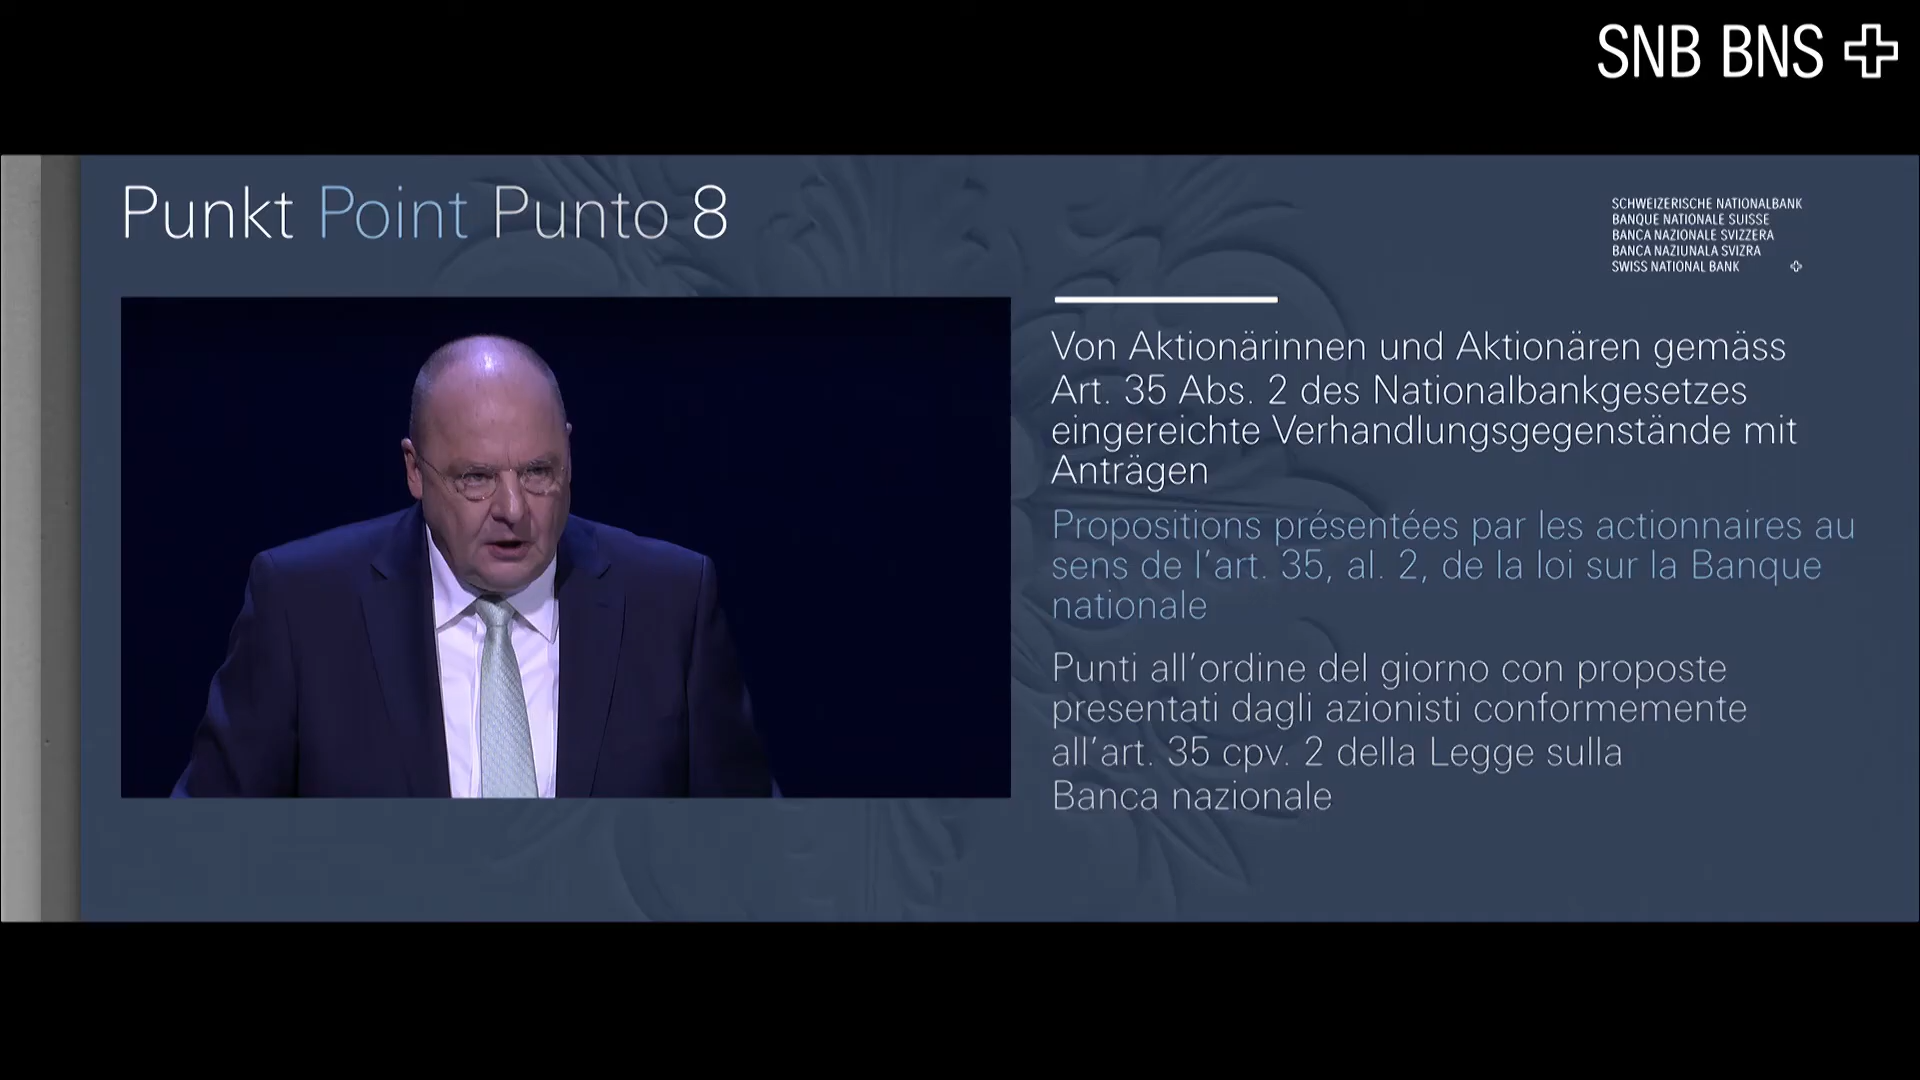 SNB BNS
Punkt Point Punto 8
SCHWEIZERISCHE NATIONALBANK
BANQUE NATIONALE SUISSE
BANCA NAZIONALE SVIZZERA
BANCA NAZIUNALA SVIZRA
SWISS NATIONAL BANK
Von Aktionärinnen und Aktionären gemäss
Art. 35 Abs. 2 des Nationalbankgesetzes
eingereichte Verhandlungsgegenstände mit
Anträgen
Propositions présentées par les actionnaires au
sens de l’art. 35, al. 2, de la loi sur la Banque
nationale
Punti all’ordine del giorno con proposte
presentati dagli azionisti conformemente
all’art. 35 cpv. 2 della Legge sulla
Banca nazionale